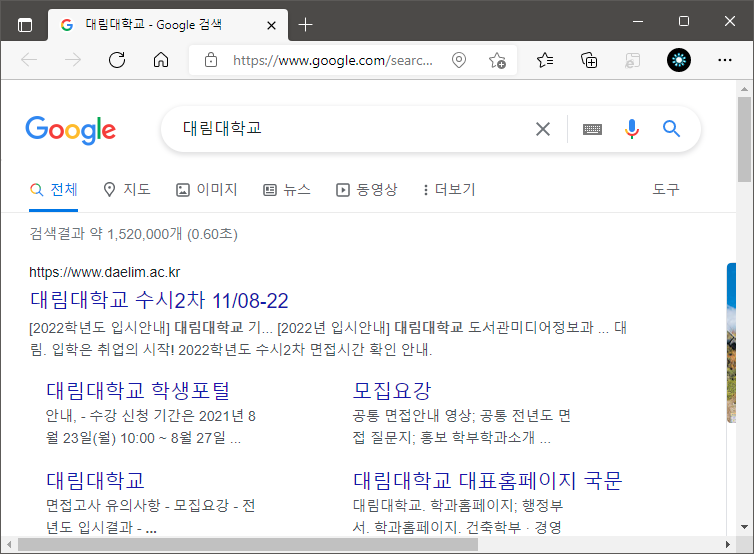 대림대학교 - Google 검색
https://www.google.com/searc...
Google
대림대학교
전체 지도 이미지 뉴스 동영상 더보기 도구
검색결과 약 1,520,000개 (0.60초)
https://www.daelim.ac.kr
대림대학교 수시2차 11/08-22
[2022학년도 입시안내] 대림대학교 기... [2022년 입시안내] 대림대학교 도서관미디어정보과 ... 대
림. 입학은 취업의 시작! 2022학년도 수시2차 면접시간 확인 안내.
대림대학교 학생포털
안내, - 수강 신청 기간은 2021년 8
월 23일(월) 10:00 ~ 8월 27일 ...
모집요강
공통 면접안내 영상; 공통 전년도 면
접 질문지; 홍보 학부학과소개 ...
대림대학교
면접고사 유의사항 - 모집요강 - 전
년도 입시결과 - ...
대림대학교 대표홈페이지 국문
대림대학교. 학과홈페이지; 행정부
서. 학과홈페이지. 건축학부 · 경영